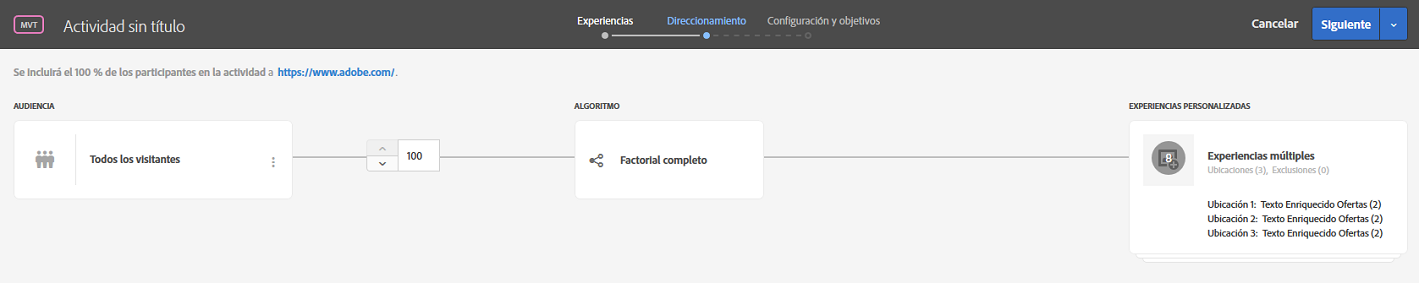 MVT
Actividad sin título
Experiencias
Direccionamiento
Configuración y objetivos
Cancelar
Siguiente
Se incluirá el 100 % de los participantes en la actividad a https://www.adobe.com/.
AUDIENCIA
ALGORITMO
EXPERIENCIAS PERSONALIZADAS
Todos los visitantes
100
Factorial completo
8
Experiencias múltiples
Ubicaciones (3), Exclusiones (0)
Ubicación 1: Texto Enriquecido Ofertas (2)
Ubicación 2: Texto Enriquecido Ofertas (2)
Ubicación 3: Texto Enriquecido Ofertas (2)